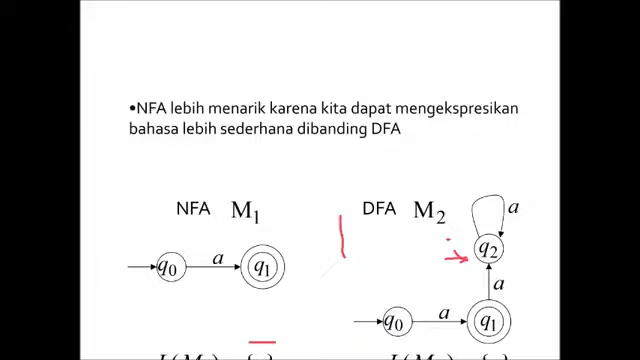 •NFA lebih menarik karena kita dapat mengekspresikan
bahasa lebih sederhana dibanding DFA
NFA M₁
DFA M₂
a
q₂
q₀ a q₁
a
q₀ a q₁